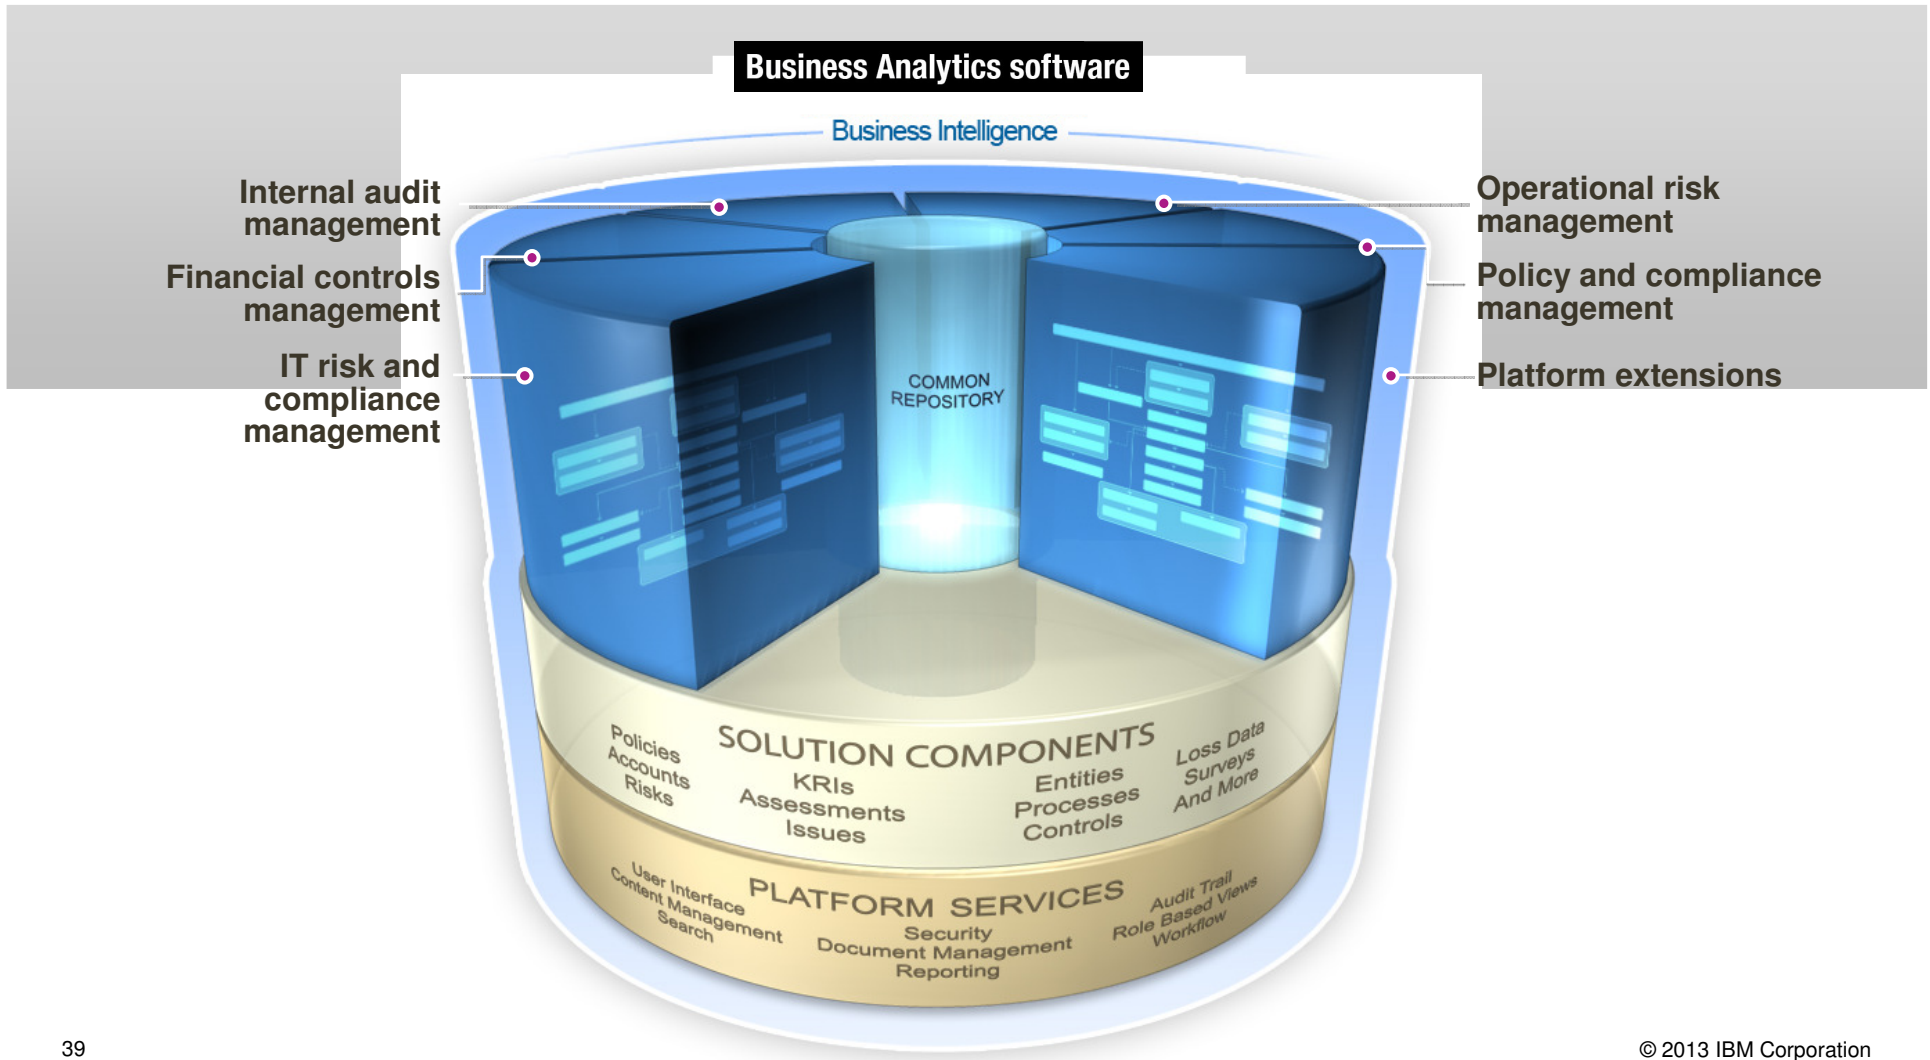 Business Analytics software
Business Intelligence
Internal audit
management
Financial controls
management
IT risk and
compliance
management
Operational risk
management
Policy and compliance
management
Platform extensions
COMMON
REPOSITORY
SOLUTION COMPONENTS
Policies
Accounts
Risks
KRIs
Assessments
Issues
Entities
Processes
Controls
Loss Data
Surveys
And More
PLATFORM SERVICES
User Interface
Content Management
Search
Security
Document Management
Reporting
Audit Trail
Role Based Views
Workflow
39
© 2013 IBM Corporation